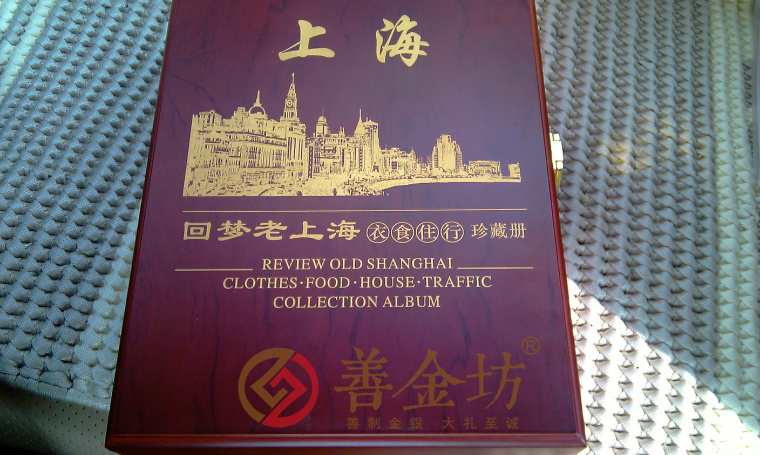 上海
回梦老上海衣食住行珍藏册
REVIEW OLD SHANGHAI
CLOTHES·FOOD·HOUSE·TRAFFIC
COLLECTION ALBUM
善金坊®
善制金银 大礼至诚